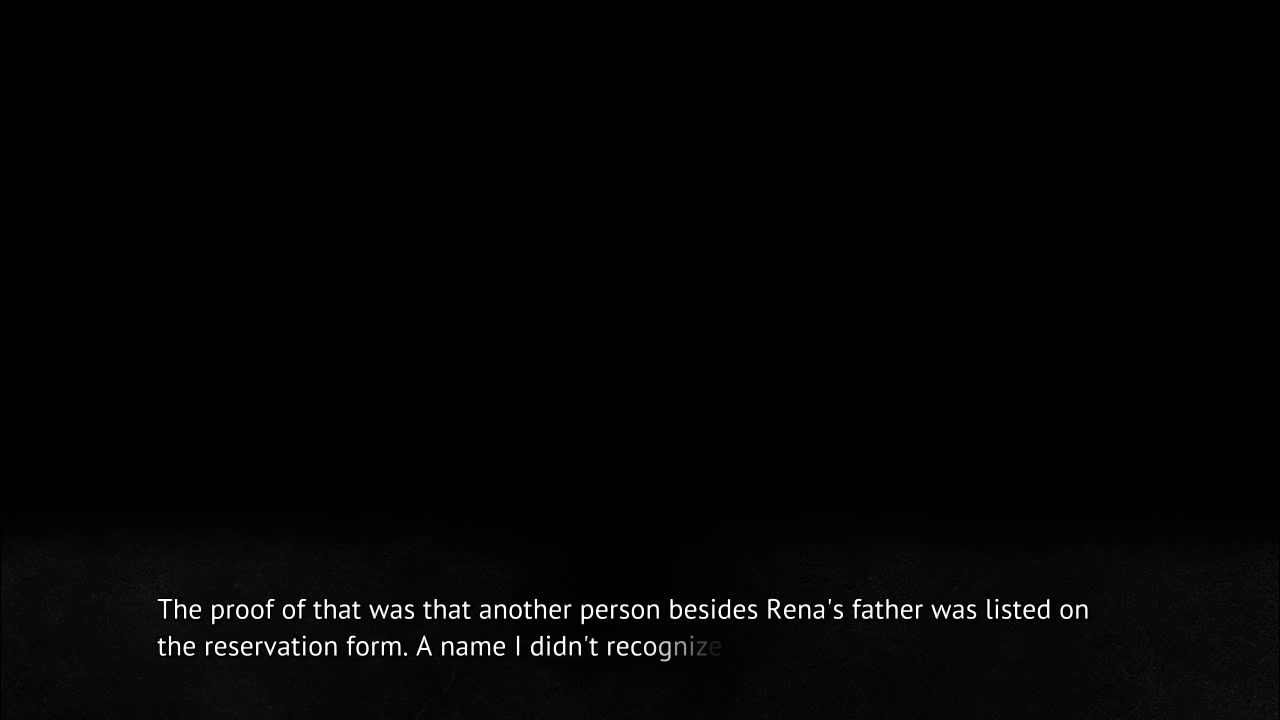 The proof of that was that another person besides Rena's father was listed on
the reservation form. A name I didn't recognize